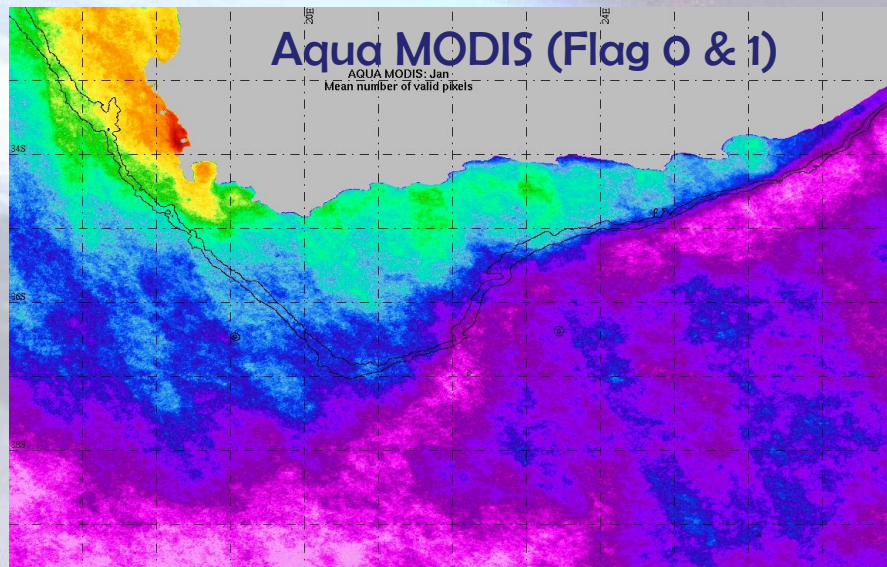 20E
24E
Aqua MODIS (Flag 0 & 1)
AQUA MODIS: Jan
Mean number of valid pixels
34S
36S
38S